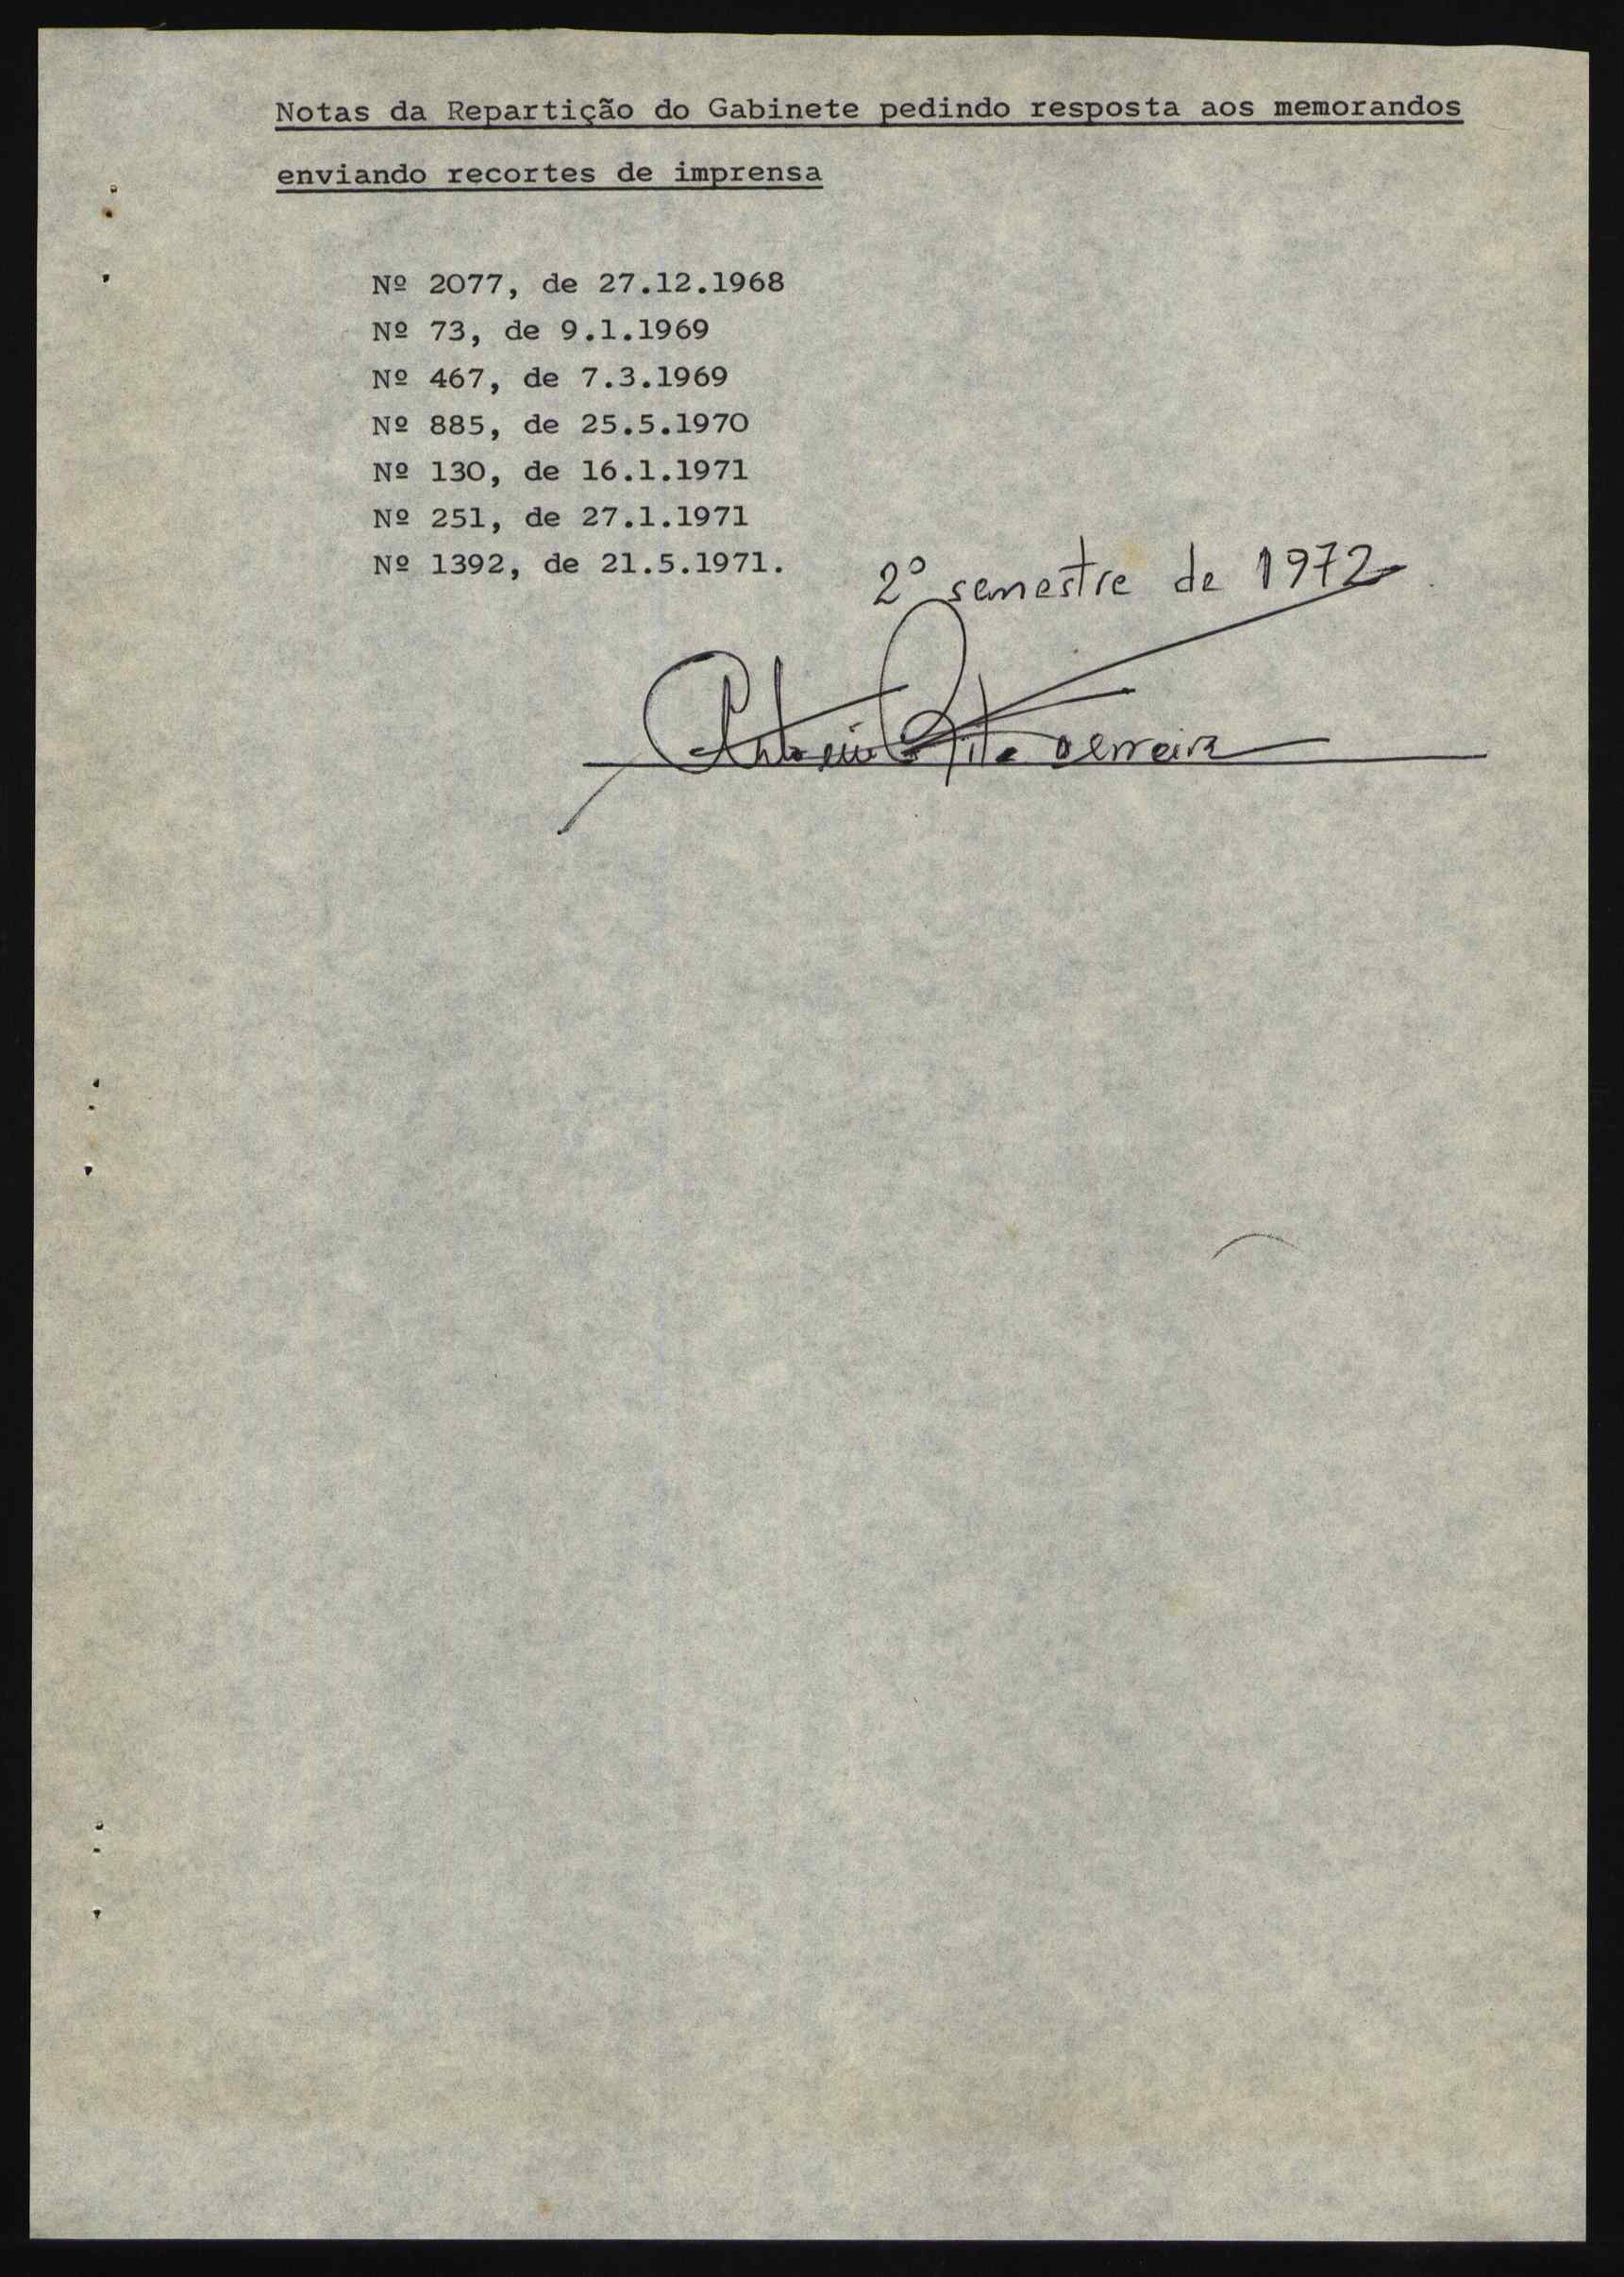 Notas da Repartição do Gabinete pedindo resposta aos memorandos
enviando recortes de imprensa
Nº 2077, de 27.12.1968
Nº 73, de 9.1.1969
Nº 467, de 7.3.1969
Nº 885, de 25.5.1970
Nº 130, de 16.1.1971
Nº 251, de 27.1.1971
Nº 1392, de 21.5.1971.
2º semestre de 1972
António Rita Ferreira